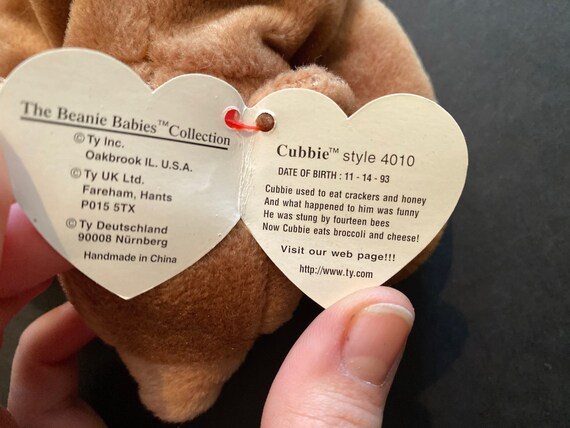 The Beanie Babies™Collection
©Ty Inc.
Oakbrook IL. U.S.A.
©Ty UK Ltd.
Fareham, Hants
P015 5TX
©Ty Deutschland
90008 Nürnberg
Handmade in China
Cubbie™ style 4010
DATE OF BIRTH : 11 - 14 - 93
Cubbie used to eat crackers and honey
And what happened to him was funny
He was stung by fourteen bees
Now Cubbie eats broccoli and cheese!
Visit our web page!!!
http://www.ty.com